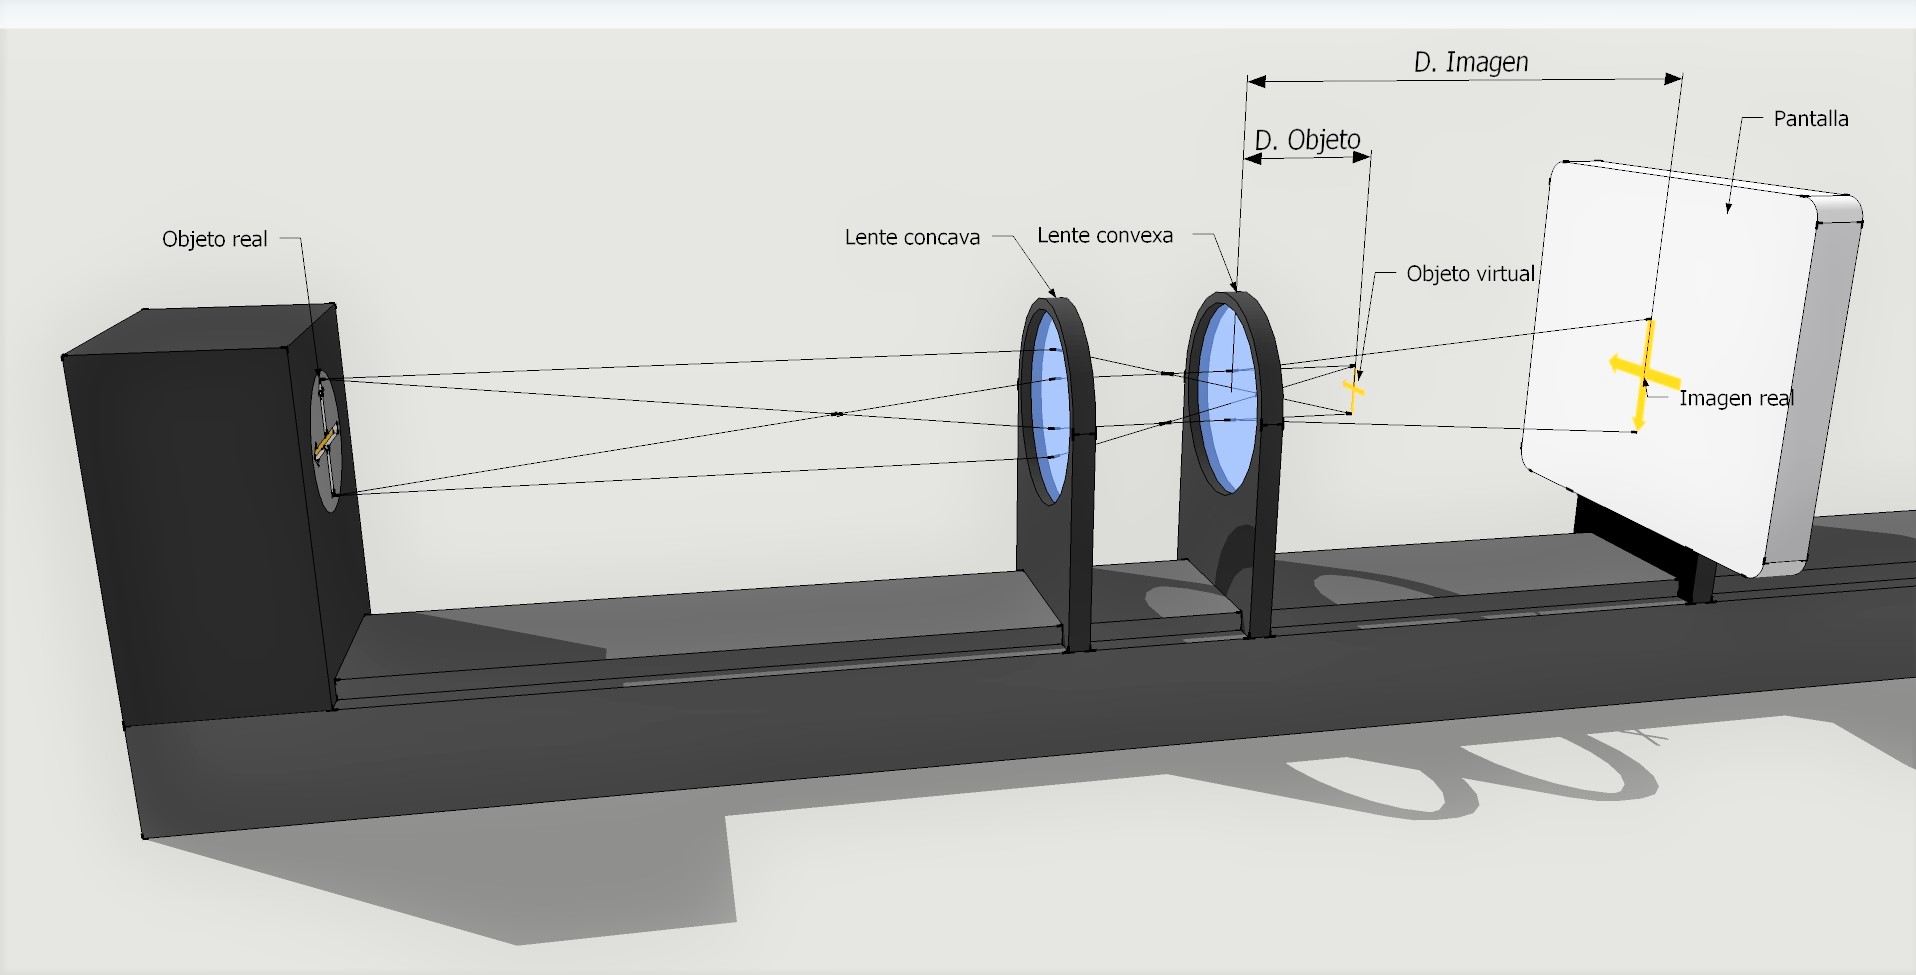 D. Imagen
Pantalla
D. Objeto
Objeto real
Lente concava
Lente convexa
Objeto virtual
Imagen real